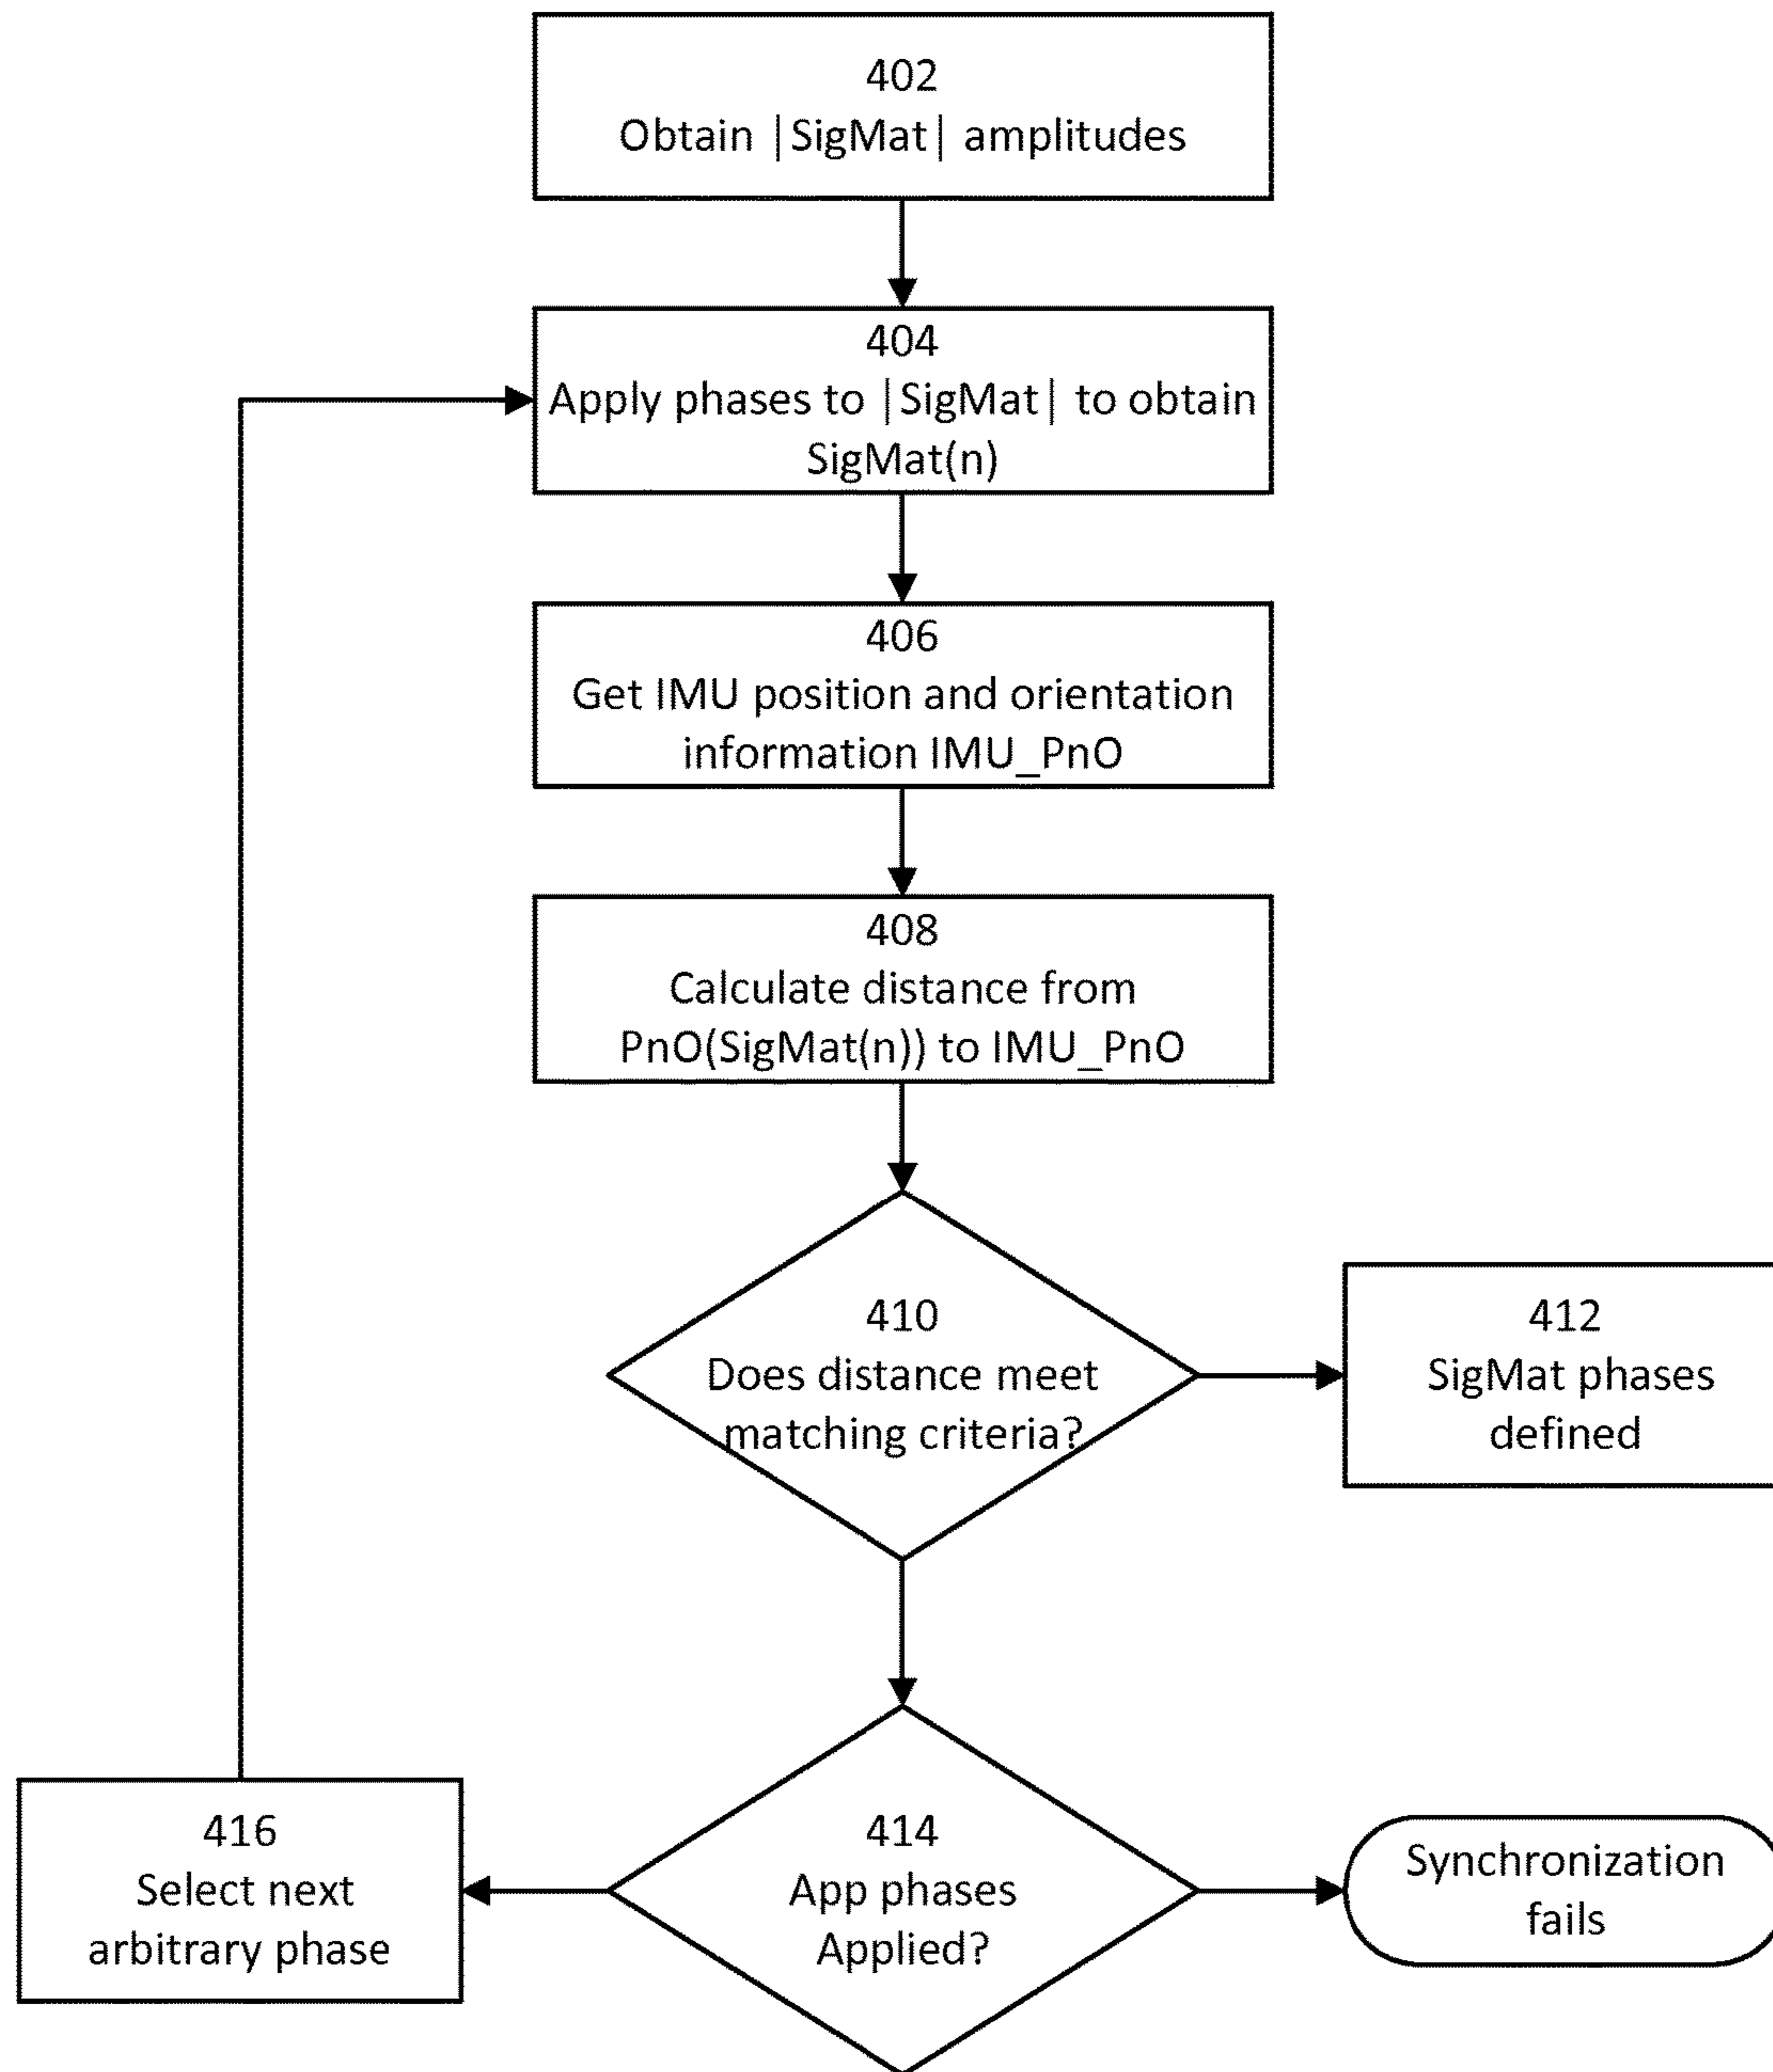 402
Obtain |SigMat| amplitudes
404
Apply phases to |SigMat| to obtain
SigMat(n)
406
Get IMU position and orientation
information IMU_PnO
408
Calculate distance from
PnO(SigMat(n)) to IMU_PnO
410
Does distance meet
matching criteria?
412
SigMat phases
defined
414
App phases
Applied?
416
Select next
arbitrary phase
Synchronization
fails